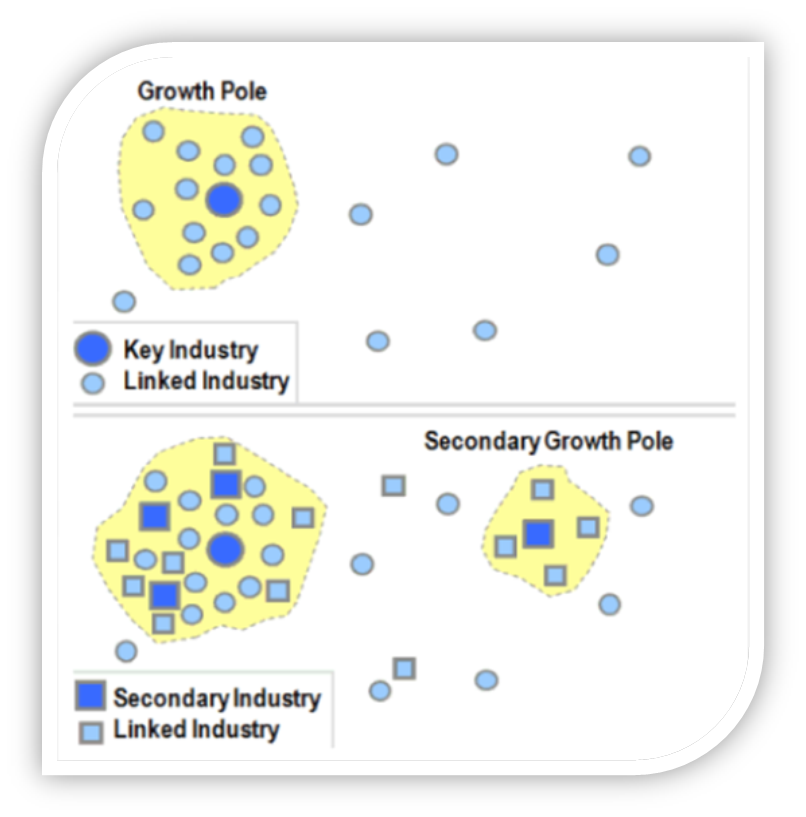 Growth Pole
Key Industry
Linked Industry
Secondary Growth Pole
Secondary Industry
Linked Industry